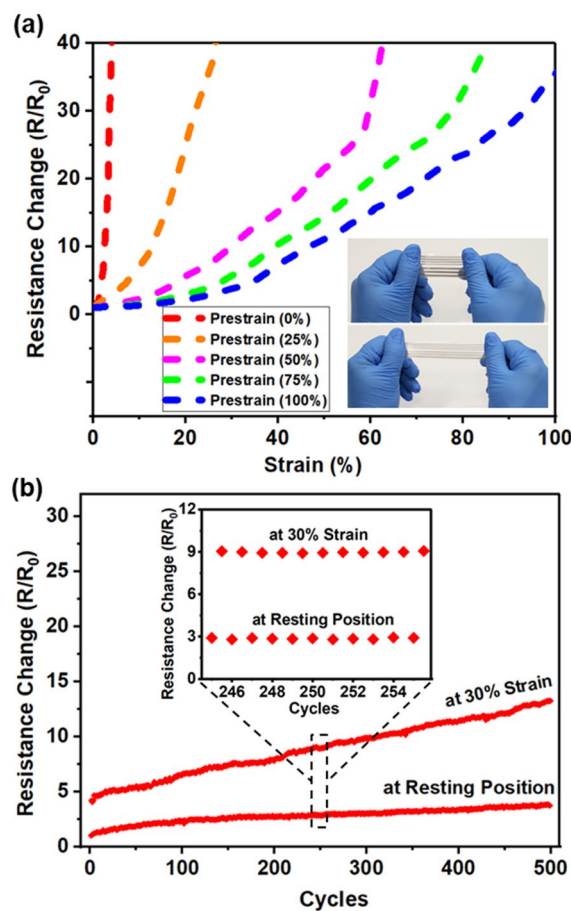 (a)
Resistance Change (R/R₀)
40
30
20
10
0
Prestrain (0%)
Prestrain (25%)
Prestrain (50%)
Prestrain (75%)
Prestrain (100%)
0 20 40 60 80 100
Strain (%)
(b)
Resistance Change (R/R₀)
30
25
20
15
10
5
0
Resistance Change (R/R₀)
12
9
6
3
0
at 30% Strain
at Resting Position
246 248 250 252 254
Cycles
at 30% Strain
at Resting Position
0 100 200 300 400 500
Cycles